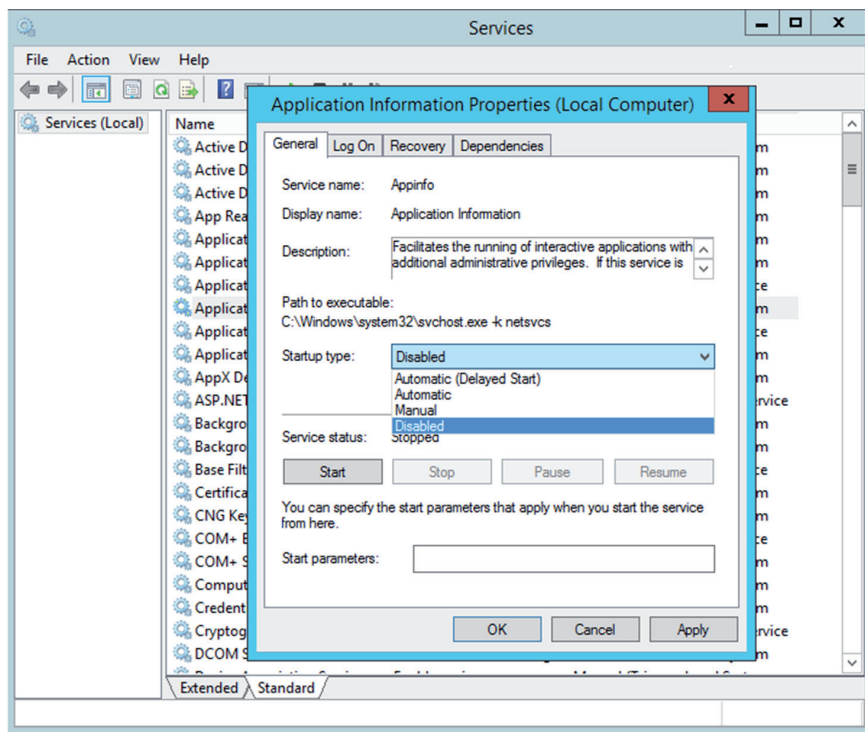 Services
File Action View Help
Services (Local)
Name
Active D
Active D
Active D
App Rea
Applicat
Applicat
Applicat
Applicat
Applicat
Applicat
AppX De
ASP.NET
Backgro
Backgro
Base Filt
Certifica
CNG Key
COM+ E
COM+ S
Comput
Credent
Cryptog
DCOM S
m
m
m
m
m
m
ce
m
ce
m
m
rvice
m
m
ce
m
m
ce
m
m
m
rvice
m
Extended Standard
Application Information Properties (Local Computer)
General Log On Recovery Dependencies
Service name: Appinfo
Display name: Application Information
Description: Facilitates the running of interactive applications with
additional administrative privileges. If this service is
Path to executable:
C:\Windows\system32\svchost.exe -k netsvcs
Startup type: Disabled
Automatic (Delayed Start)
Automatic
Manual
Disabled
Service status: Stopped
Start Stop Pause Resume
You can specify the start parameters that apply when you start the service
from here.
Start parameters:
OK Cancel Apply